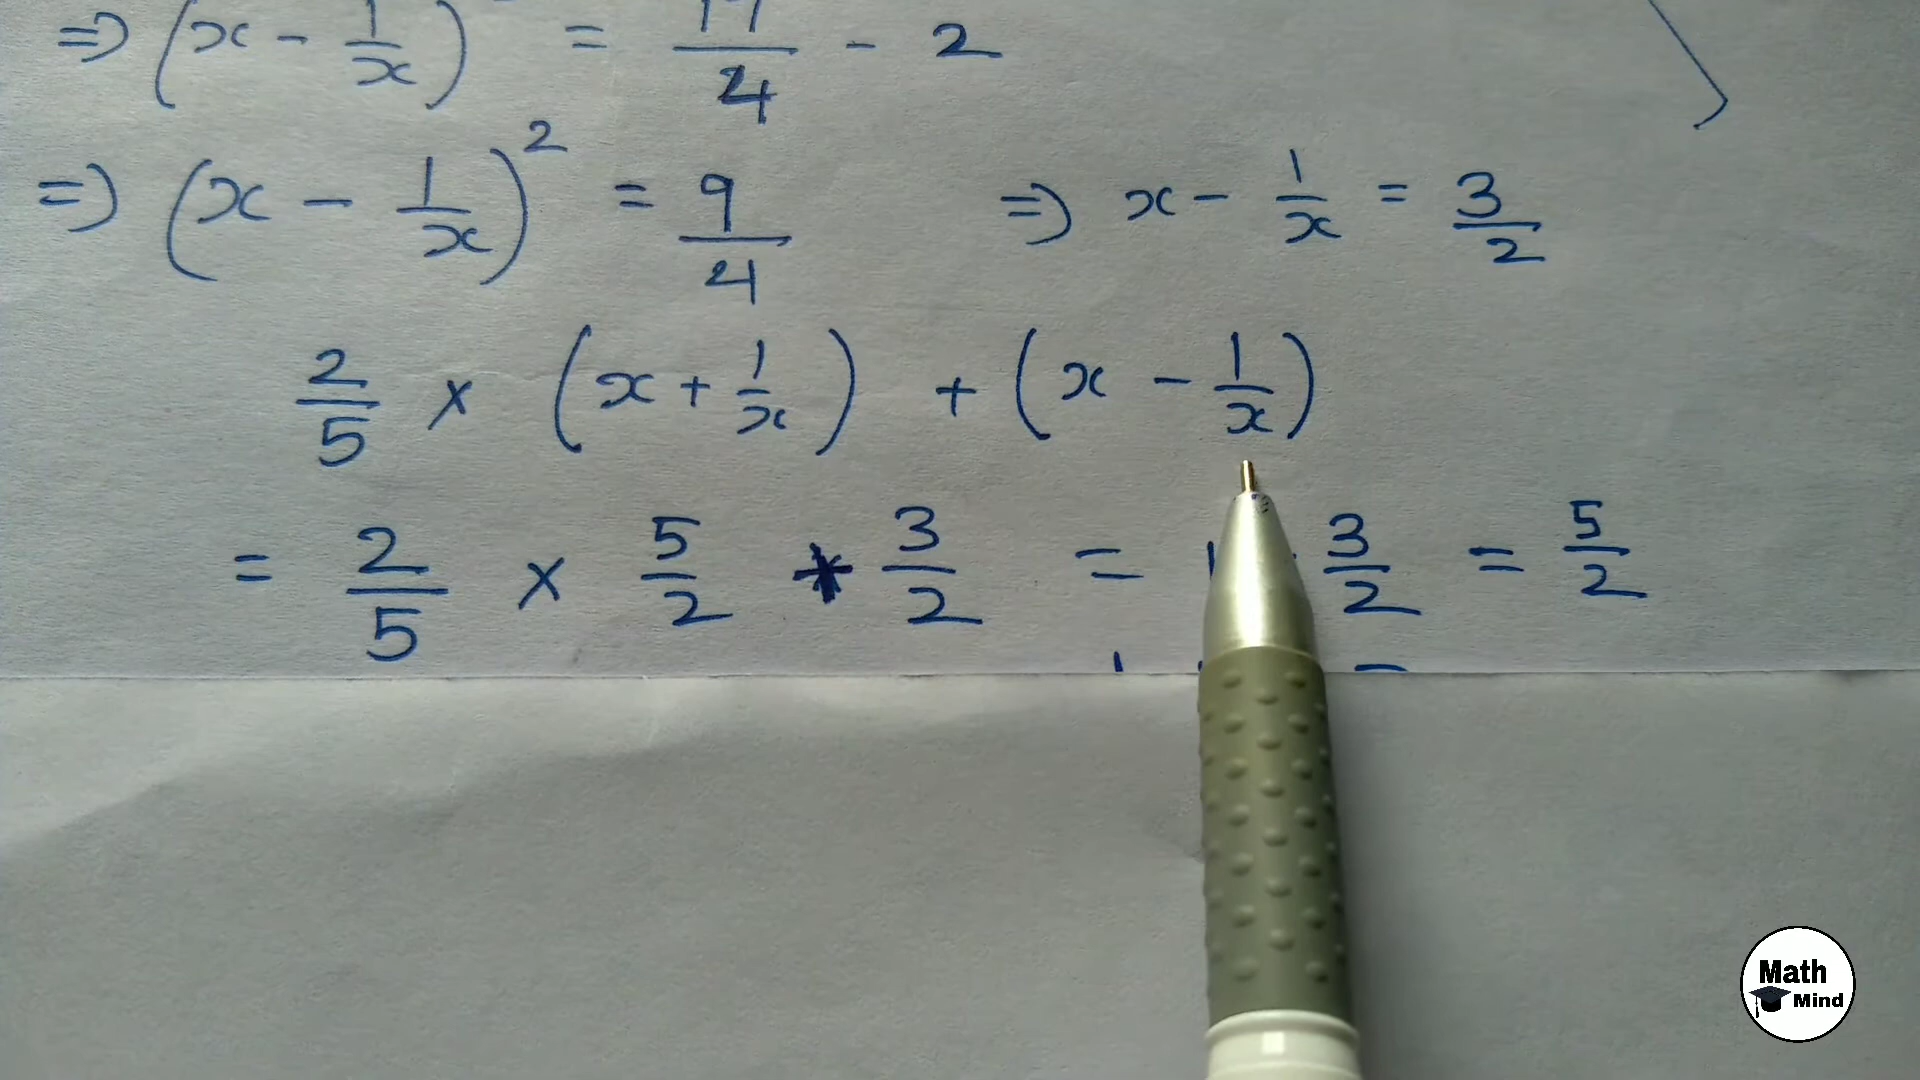 ⇒ (x - 1/x) = 17/4 - 2
⇒ (x - 1/x)² = 9/4 ⇒ x - 1/x = 3/2
2/5 × (x + 1/x) + (x - 1/x)
= 2/5 × 5/2 * 3/2 = 1 3/2 = 5/2
Math
Mind